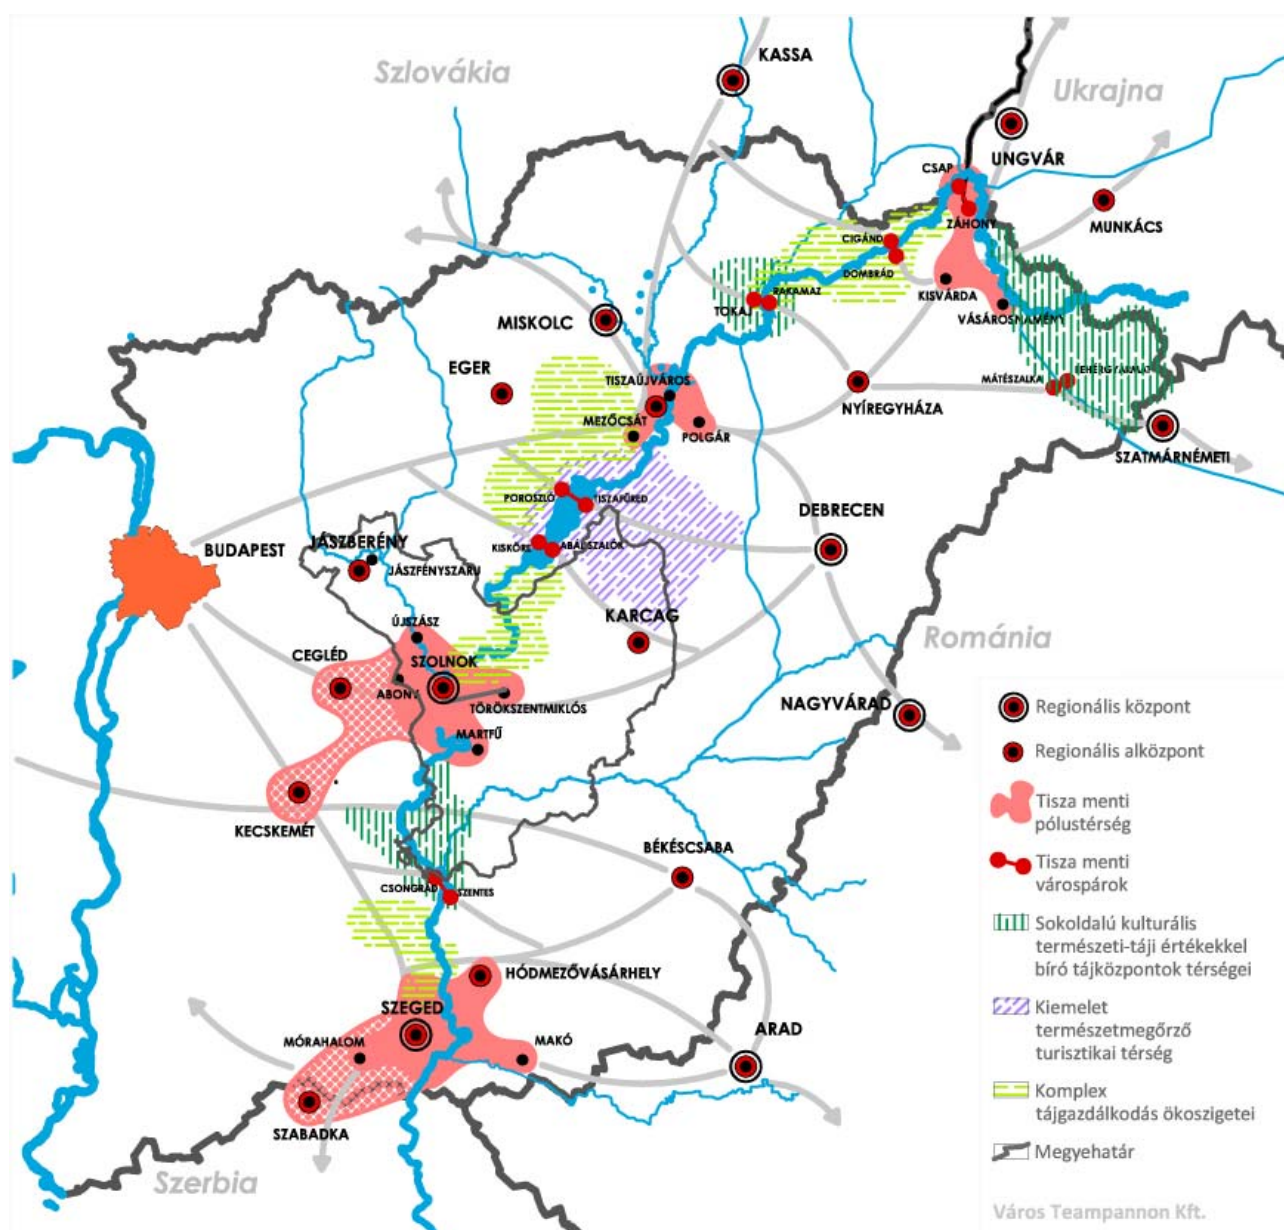 KASSA
Szlovákia
Ukrajna
UNGVÁR
CSAP
MUNKÁCS
ZÁHONY
CIGÁND
DOMBRÁD
RAKAMAZ
KISVÁRDA
TOKAJ
VÁSÁROSNAMÉNY
MISKOLC
EGER
TISZAÚJVÁROS
MÁTÉSZALKA
FEHÉRGYARMAT
NYÍREGYHÁZA
MEZŐCSÁT
POLGÁR
SZATMÁRNÉMETI
POROSZLÓ
TISZAFÜRED
DEBRECEN
JÁSZBERÉNY
BUDAPEST
KISKÖRE
ABÁDSZALÓK
JÁSZFÉNYSZARU
KARCAG
ÚJSZÁSZ
Románia
CEGLÉD
SZOLNOK
ABONY
TÖRÖKSZENTMIKLÓS
NAGYVÁRAD
MARTFŰ
KECSKEMÉT
BÉKÉSCSABA
CSONGRÁD
SZENTES
HÓDMEZŐVÁSÁRHELY
SZEGED
ARAD
MÓRAHALOM
MAKÓ
SZABADKA
Szerbia
Regionális központ
Regionális alközpont
Tisza menti
pólustérség
Tisza menti
várospárok
Sokoldalú kulturális
természeti-táji értékekkel
bíró tájközpontok térségei
Kiemelet
természetmegőrző
turisztikai térség
Komplex
tájgazdálkodás ökoszigetei
Megyehatár
Város Teampannon Kft.